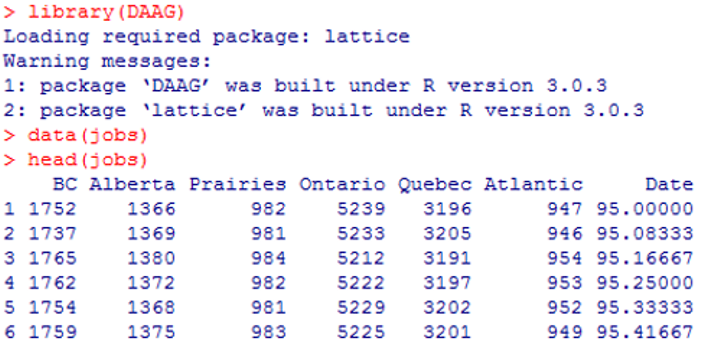 > library(DAAG)
Loading required package: lattice
Warning messages:
1: package ‘DAAG’ was built under R version 3.0.3
2: package ‘lattice’ was built under R version 3.0.3
> data(jobs)
> head(jobs)
    BC Alberta Prairies Ontario Quebec Atlantic     Date
1 1752    1366      982    5239   3196      947 95.00000
2 1737    1369      981    5233   3205      946 95.08333
3 1765    1380      984    5212   3191      954 95.16667
4 1762    1372      982    5222   3197      953 95.25000
5 1754    1368      981    5229   3202      952 95.33333
6 1759    1375      983    5225   3201      949 95.41667